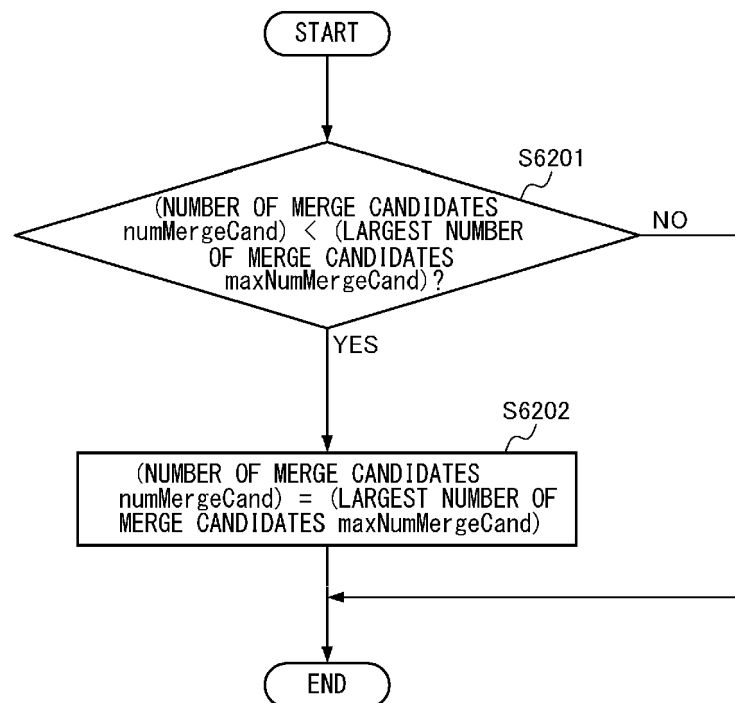 START
S6201
(NUMBER OF MERGE CANDIDATES
numMergeCand) < (LARGEST NUMBER
OF MERGE CANDIDATES
maxNumMergeCand)?
NO
YES
S6202
(NUMBER OF MERGE CANDIDATES
numMergeCand) = (LARGEST NUMBER OF
MERGE CANDIDATES maxNumMergeCand)
END